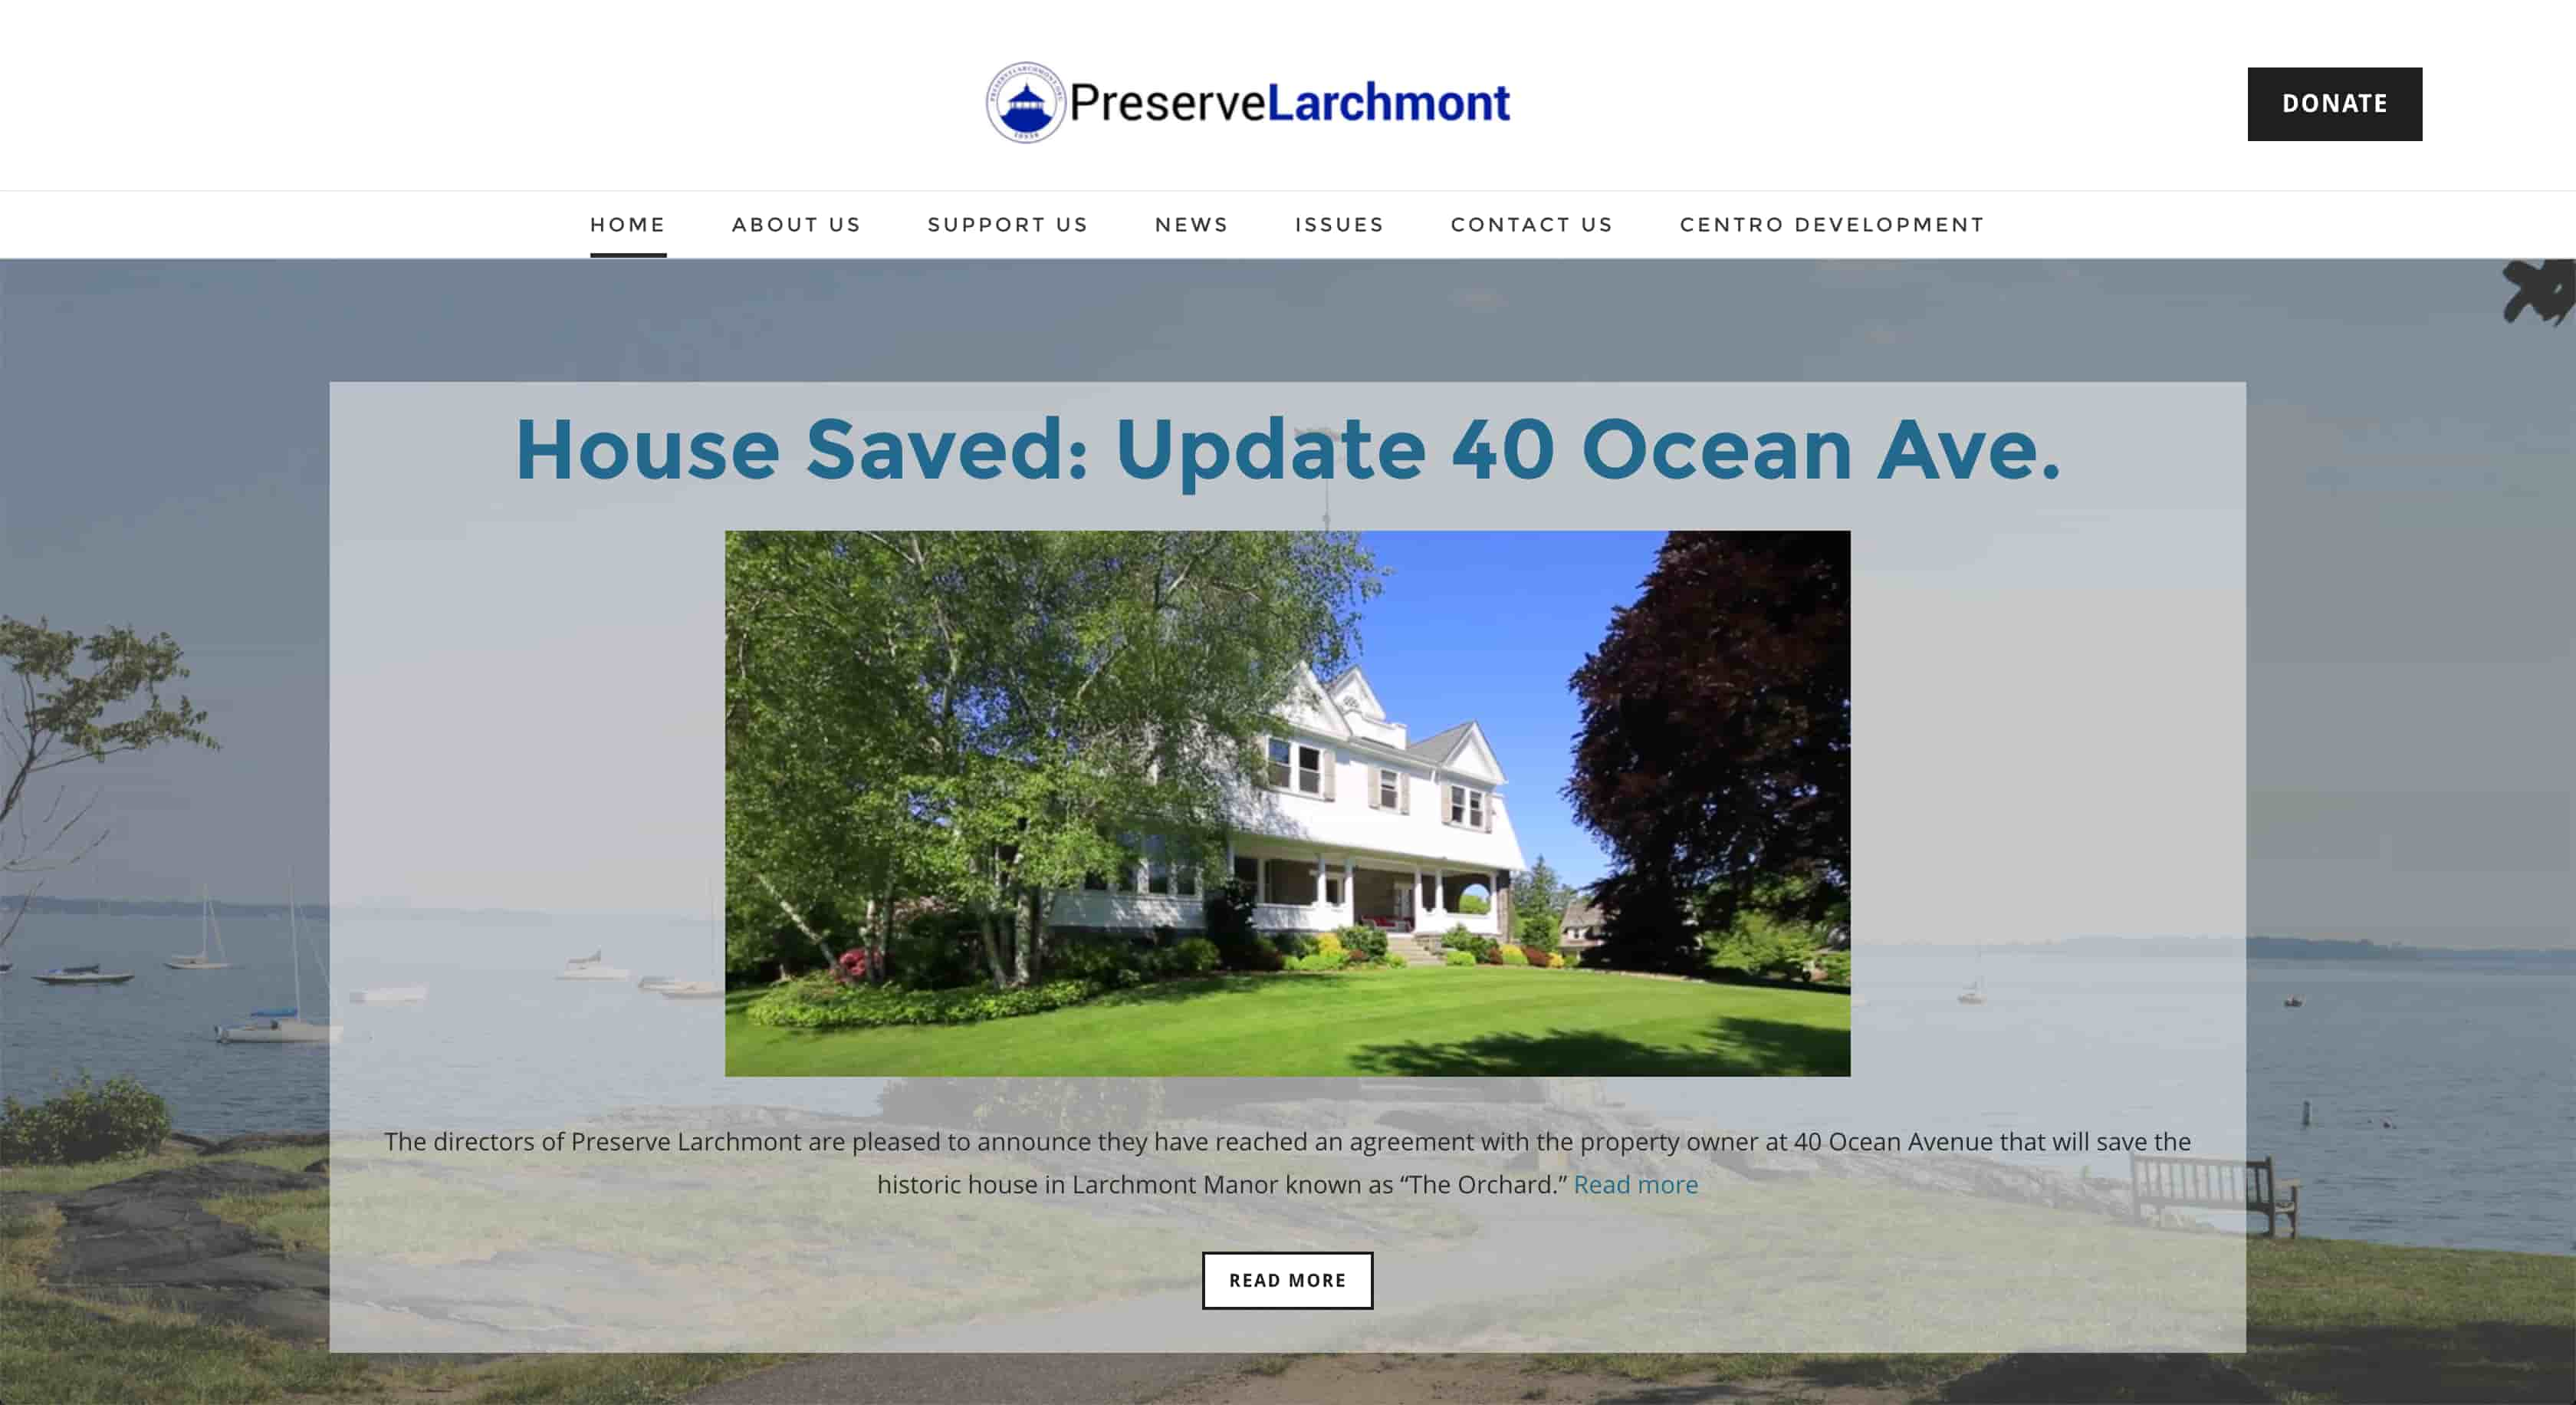 PRESERVELARCHMONT.ORG
10538
PreserveLarchmont
DONATE
HOME ABOUT US SUPPORT US NEWS ISSUES CONTACT US CENTRO DEVELOPMENT
House Saved: Update 40 Ocean Ave.
The directors of Preserve Larchmont are pleased to announce they have reached an agreement with the property owner at 40 Ocean Avenue that will save the
historic house in Larchmont Manor known as “The Orchard.” Read more
READ MORE